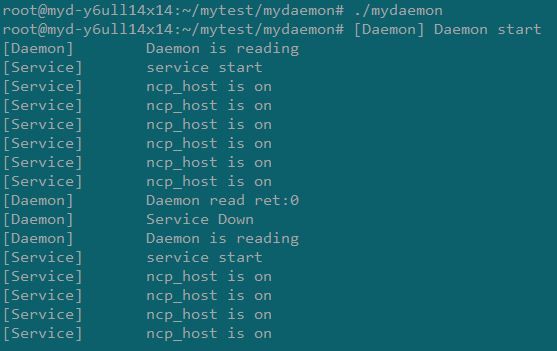 root@myd-y6ull14x14:~/mytest/mydaemon# ./mydaemon
root@myd-y6ull14x14:~/mytest/mydaemon# [Daemon] Daemon start
[Daemon]        Daemon is reading
[Service]       service start
[Service]       ncp_host is on
[Service]       ncp_host is on
[Service]       ncp_host is on
[Service]       ncp_host is on
[Service]       ncp_host is on
[Service]       ncp_host is on
[Daemon]        Daemon read ret:0
[Daemon]        Service Down
[Daemon]        Daemon is reading
[Service]       service start
[Service]       ncp_host is on
[Service]       ncp_host is on
[Service]       ncp_host is on
[Service]       ncp_host is on